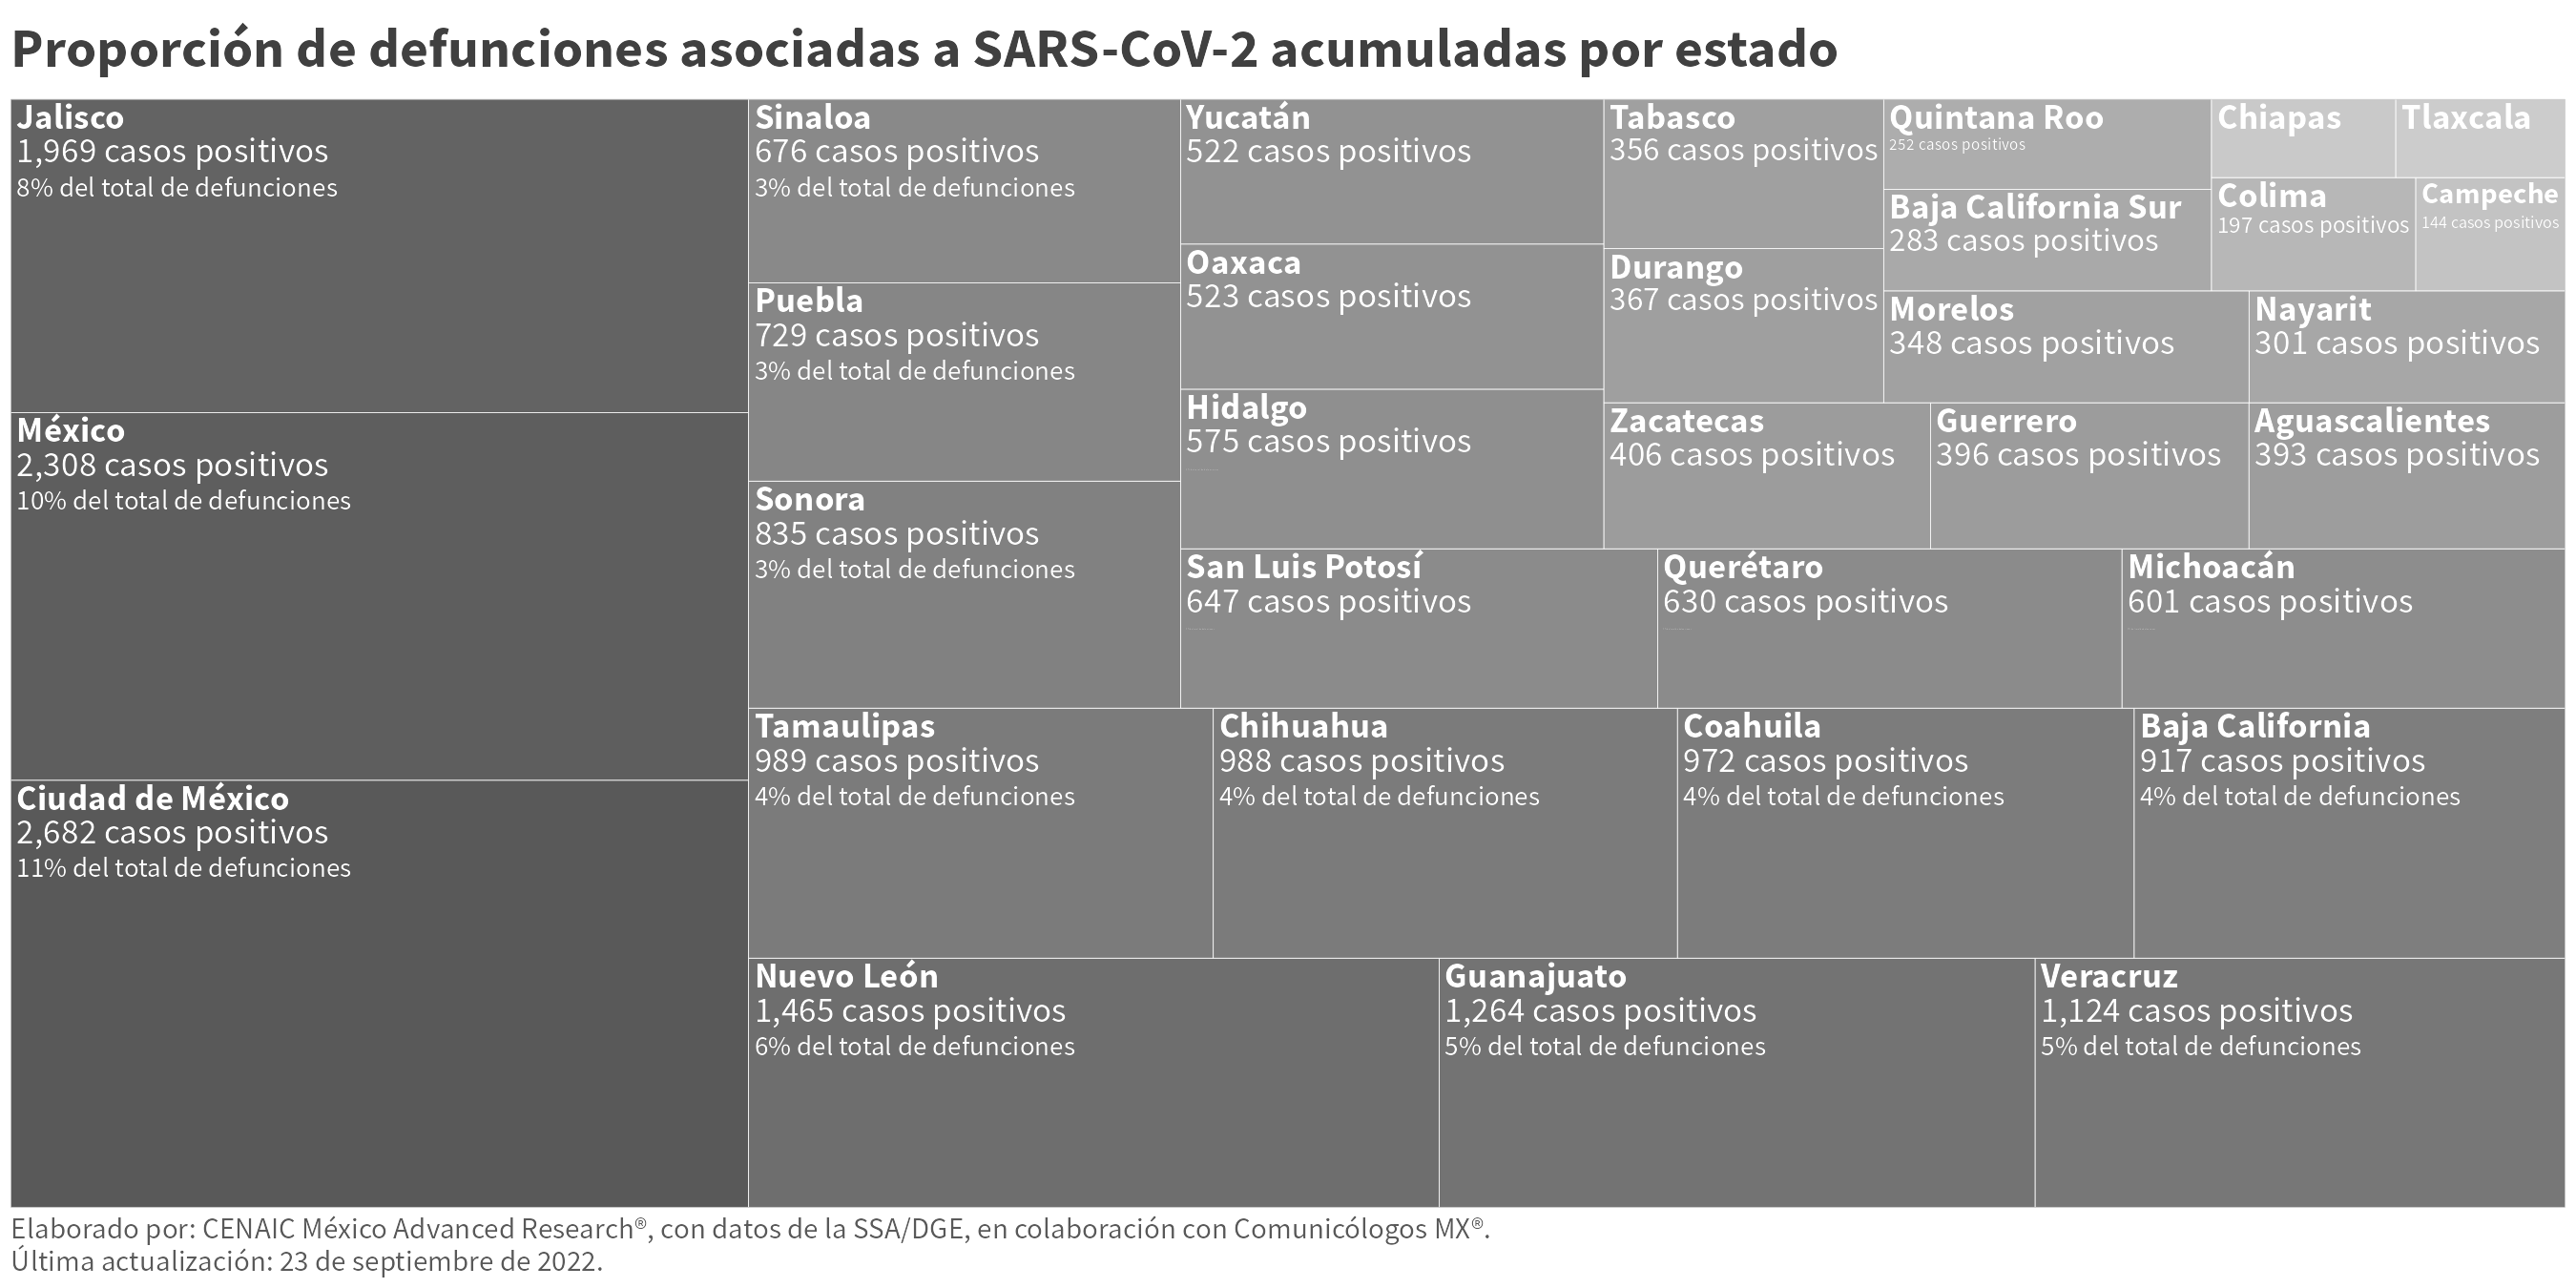 Proporción de defunciones asociadas a SARS-CoV-2 acumuladas por estado
Jalisco
1,969 casos positivos
8% del total de defunciones
México
2,308 casos positivos
10% del total de defunciones
Ciudad de México
2,682 casos positivos
11% del total de defunciones
Sinaloa
676 casos positivos
3% del total de defunciones
Puebla
729 casos positivos
3% del total de defunciones
Sonora
835 casos positivos
3% del total de defunciones
Yucatán
522 casos positivos
Oaxaca
523 casos positivos
Hidalgo
575 casos positivos
Tabasco
356 casos positivos
Durango
367 casos positivos
Quintana Roo
252 casos positivos
Baja California Sur
283 casos positivos
Chiapas
Tlaxcala
Colima
197 casos positivos
Campeche
144 casos positivos
Morelos
348 casos positivos
Nayarit
301 casos positivos
Zacatecas
406 casos positivos
Guerrero
396 casos positivos
Aguascalientes
393 casos positivos
San Luis Potosí
647 casos positivos
Querétaro
630 casos positivos
Michoacán
601 casos positivos
Tamaulipas
989 casos positivos
4% del total de defunciones
Chihuahua
988 casos positivos
4% del total de defunciones
Coahuila
972 casos positivos
4% del total de defunciones
Baja California
917 casos positivos
4% del total de defunciones
Nuevo León
1,465 casos positivos
6% del total de defunciones
Guanajuato
1,264 casos positivos
5% del total de defunciones
Veracruz
1,124 casos positivos
5% del total de defunciones
Elaborado por: CENAIC México Advanced Research®, con datos de la SSA/DGE, en colaboración con Comunicólogos MX®.
Última actualización: 23 de septiembre de 2022.